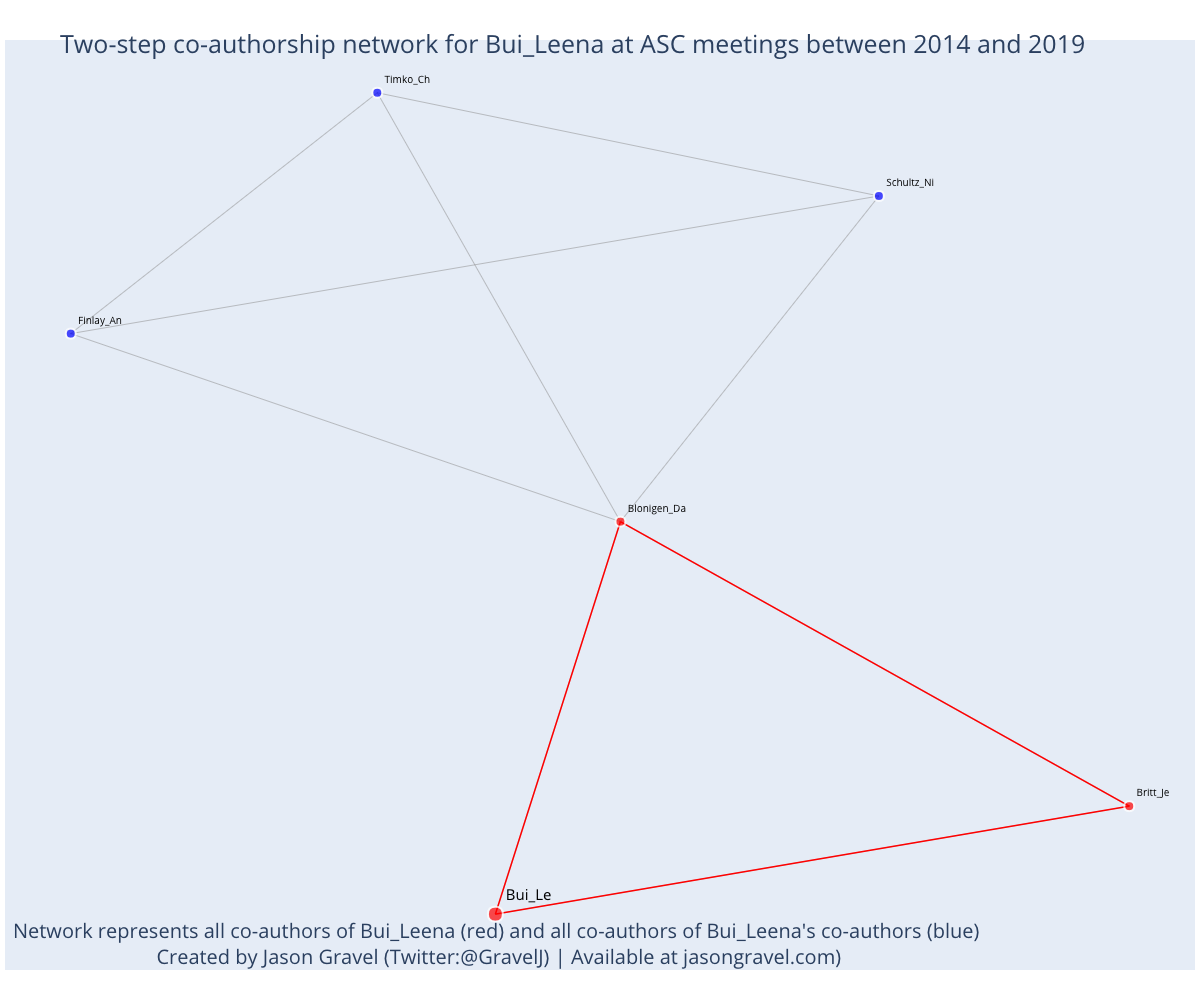 Two-step co-authorship network for Bui_Leena at ASC meetings between 2014 and 2019
Timko_Ch
Schultz_Ni
Finlay_An
Blonigen_Da
Britt_Je
Bui_Le
Network represents all co-authors of Bui_Leena (red) and all co-authors of Bui_Leena's co-authors (blue)
Created by Jason Gravel (Twitter:@GravelJ) | Available at jasongravel.com)